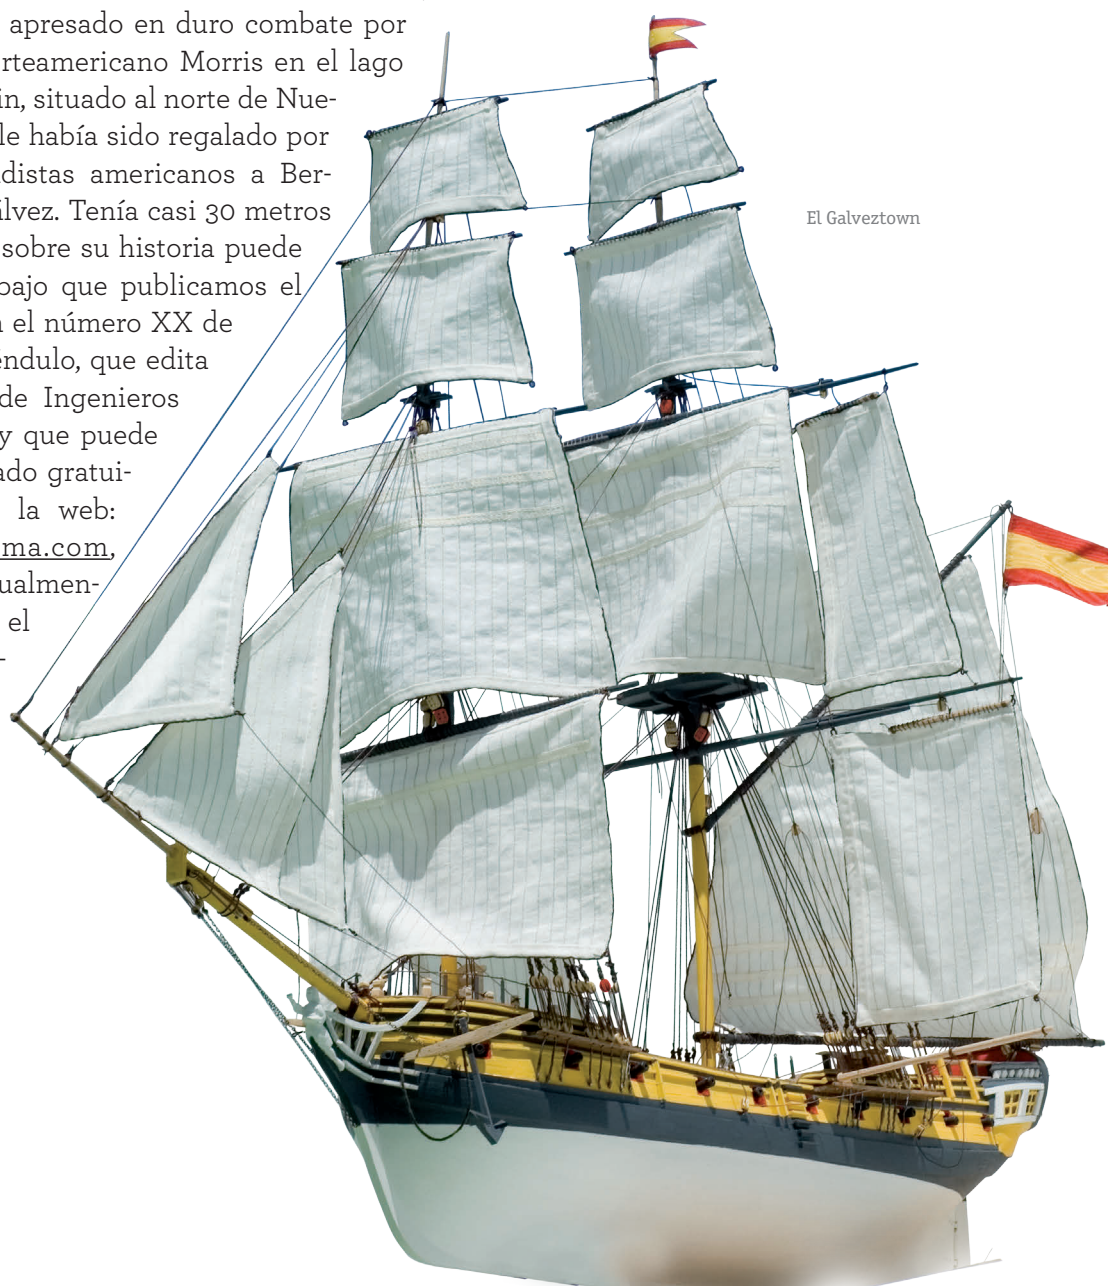 apresado en duro combate por
rteamericano Morris en el lago
in, situado al norte de Nue-
le había sido regalado por
distas americanos a Ber-
álvez. Tenía casi 30 metros
sobre su historia puede
bajo que publicamos el
n el número XX de
éndulo, que edita
de Ingenieros
y que puede
ado gratui-
la web:
ma.com,
ualmen-
el
-
El Galveztown